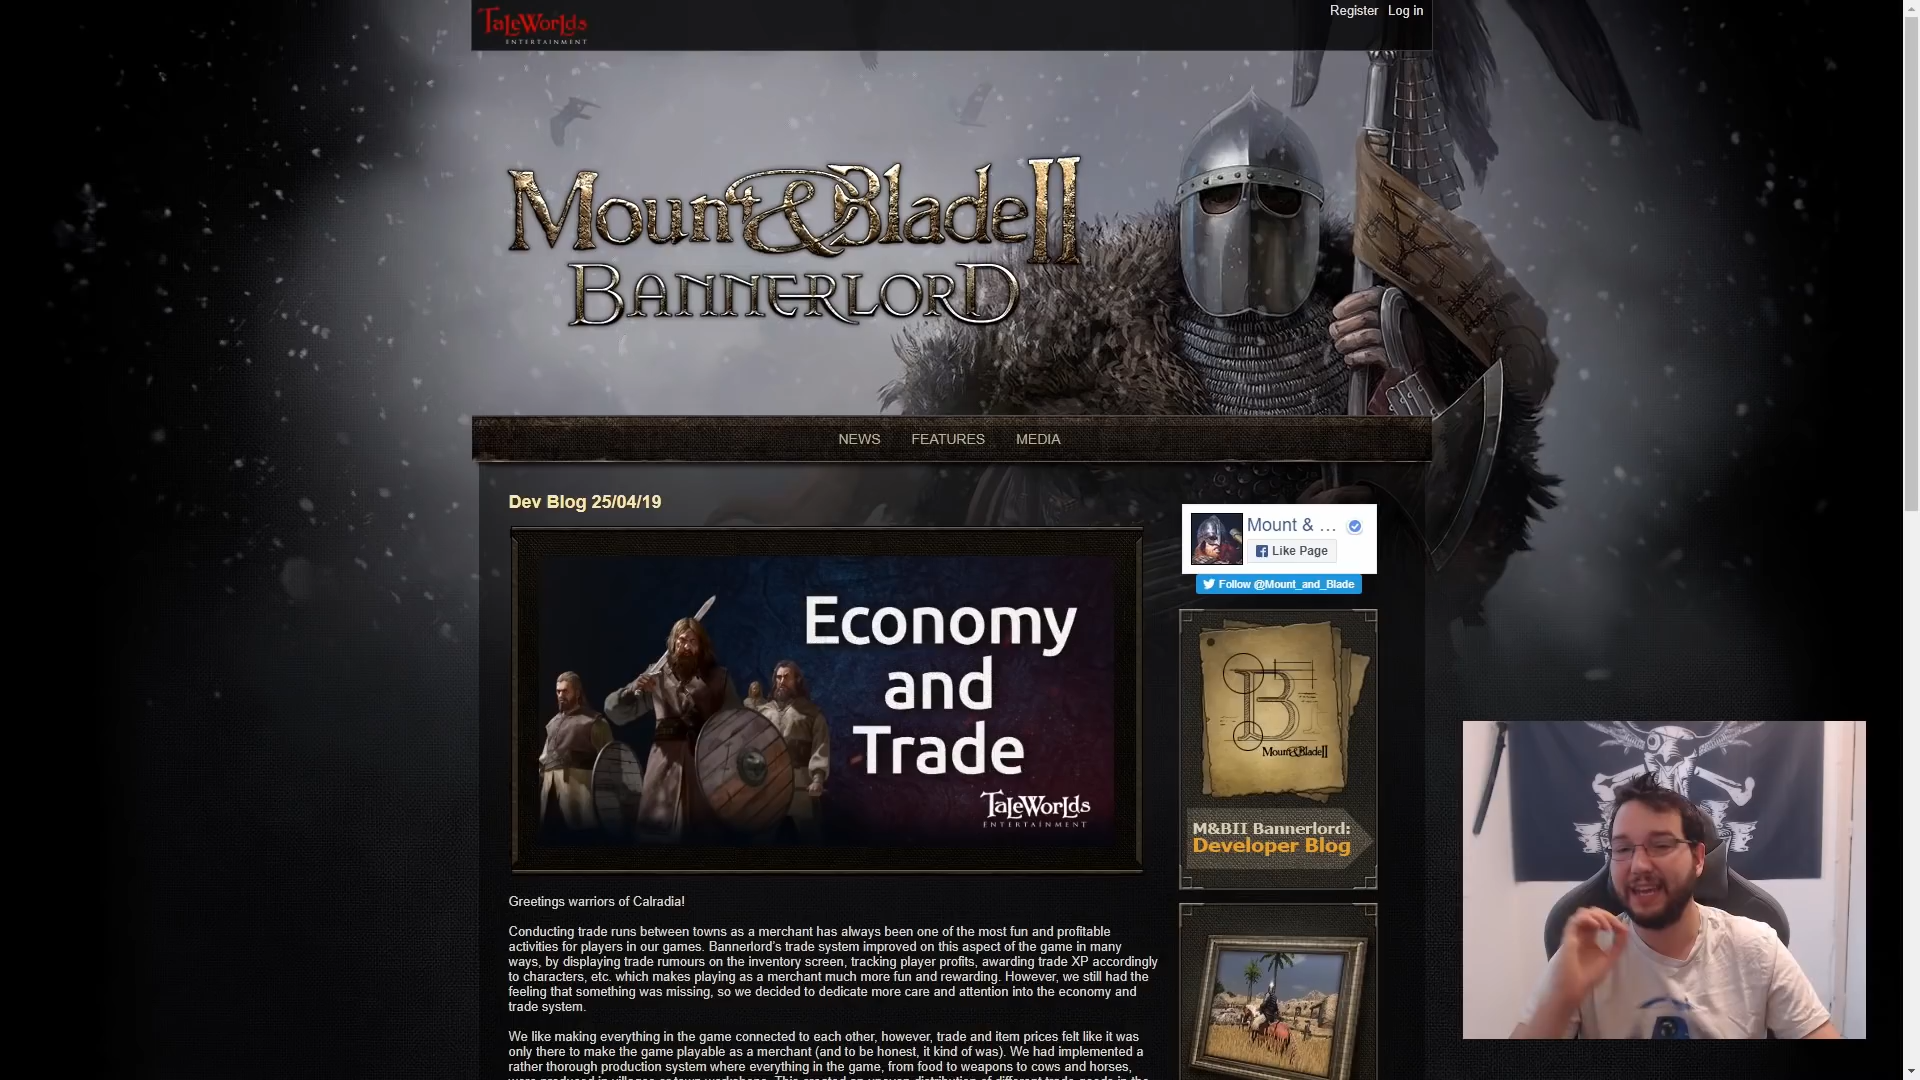 TaleWorlds
ENTERTAINMENT
Register Log in
Mount & Blade II
BANNERLORD
NEWS FEATURES MEDIA
Dev Blog 25/04/19
Economy
and
Trade
TaleWorlds
ENTERTAINMENT
Greetings warriors of Calradia!
Conducting trade runs between towns as a merchant has always been one of the most fun and profitable
activities for players in our games. Bannerlord's trade system improved on this aspect of the game in many
ways, by displaying trade rumours on the inventory screen, tracking player profits, awarding trade XP accordingly
to characters, etc. which makes playing as a merchant much more fun and rewarding. However, we still had the
feeling that something was missing, so we decided to dedicate more care and attention into the economy and
trade system.
We like making everything in the game connected to each other, however, trade and item prices felt like it was
only there to make the game playable as a merchant (and to be honest, it kind of was). We had implemented a
rather thorough production system where everything in the game, from food to weapons to cows and horses,
Mount & ...
Like Page
Follow @Mount_and_Blade
B
Mount&Blade II
M&BII Bannerlord:
Developer Blog